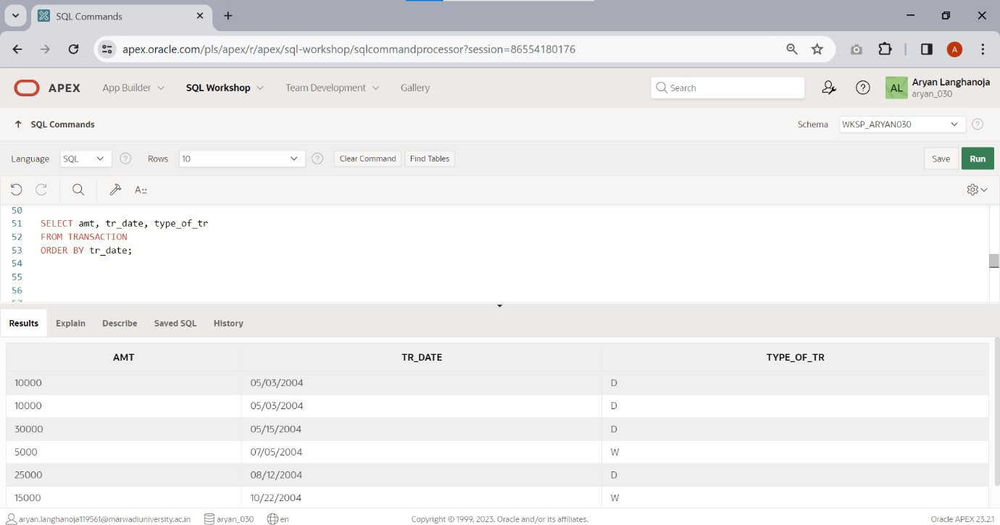 SQL Commands
apex.oracle.com/pls/apex/r/apex/sql-workshop/sqlcommandprocessor?session=86554180176
A
APEX App Builder SQL Workshop Team Development Gallery Search AL Aryan Langhanoja
aryan_030
SQL Commands Schema WKSP_ARYAN030
Language SQL Rows 10 Clear Command Find Tables Save Run
A::
50
51 SELECT amt, tr_date, type_of_tr
52 FROM TRANSACTION
53 ORDER BY tr_date;
54
55
56
Results Explain Describe Saved SQL History
AMT TR_DATE TYPE_OF_TR
10000 05/03/2004 D
10000 05/03/2004 D
30000 05/15/2004 D
5000 07/05/2004 W
25000 08/12/2004 D
15000 10/22/2004 W
aryan.langhanoja119561@marwadiuniversity.ac.in aryan_030 en Copyright © 1999, 2023, Oracle and/or its affiliates. Oracle APEX 23.2.1